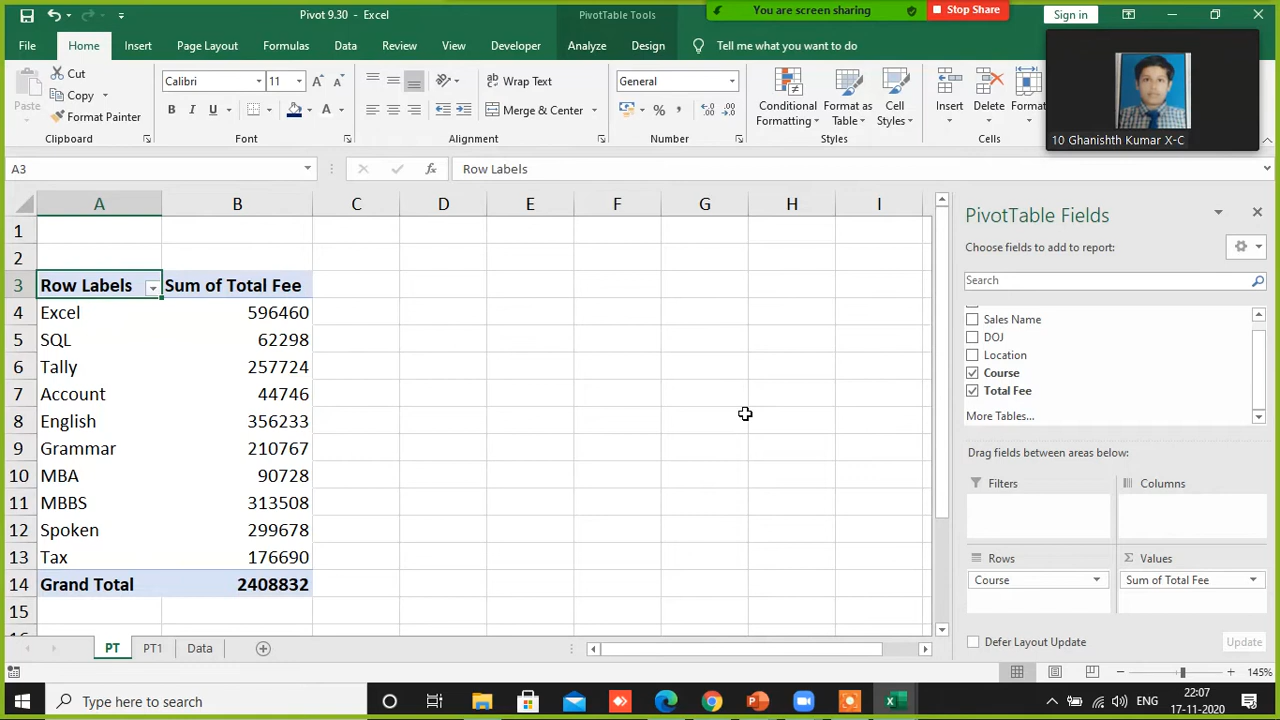 Pivot 9.30 - Excel
PivotTable Tools
You are screen sharing
Stop Share
Sign in
File Home Insert Page Layout Formulas Data Review View Developer Analyze Design Tell me what you want to do
Paste
Cut
Copy
Format Painter
Clipboard
Calibri 11
B I U A
Font
Wrap Text
Merge & Center
Alignment
General
%
Number
Conditional Formatting
Format as Table
Cell Styles
Styles
Insert Delete Format
Cells
10 Ghanishth Kumar X-C
A3 fx Row Labels
A B C D E F G H I
1
2
3 Row Labels Sum of Total Fee
4 Excel 596460
5 SQL 62298
6 Tally 257724
7 Account 44746
8 English 356233
9 Grammar 210767
10 MBA 90728
11 MBBS 313508
12 Spoken 299678
13 Tax 176690
14 Grand Total 2408832
15
PT PT1 Data
PivotTable Fields
Choose fields to add to report:
Search
Sales Name
DOJ
Location
Course
Total Fee
More Tables...
Drag fields between areas below:
Filters Columns
Rows Values
Course Sum of Total Fee
Defer Layout Update Update
145%
Type here to search
ENG
22:07
17-11-2020